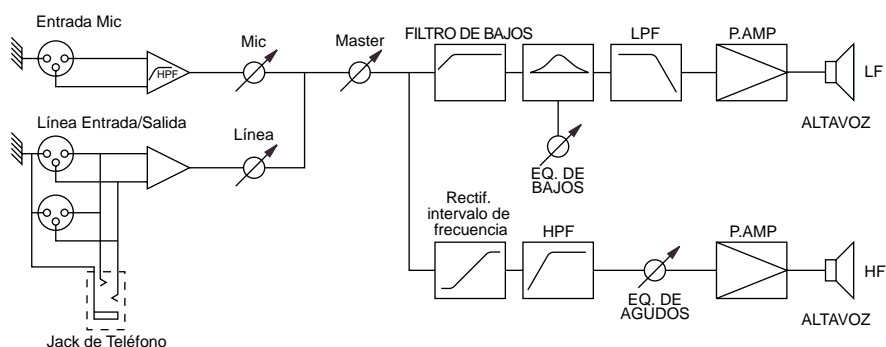 Entrada Mic
HPF
Mic
Master
FILTRO DE BAJOS
LPF
P.AMP
LF
ALTAVOZ
Línea Entrada/Salida
Línea
EQ. DE
BAJOS
Rectif.
intervalo de
frecuencia
HPF
P.AMP
HF
EQ. DE
AGUDOS
ALTAVOZ
Jack de Teléfono